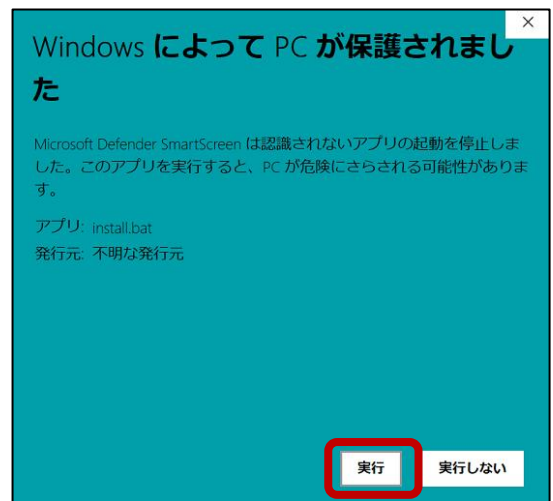 Windows によって PC が保護されまし
た
Microsoft Defender SmartScreen は認識されないアプリの起動を停止しま
した。このアプリを実行すると、PC が危険にさらされる可能性がありま
す。
アプリ: install.bat
発行元: 不明な発行元
実行 実行しない